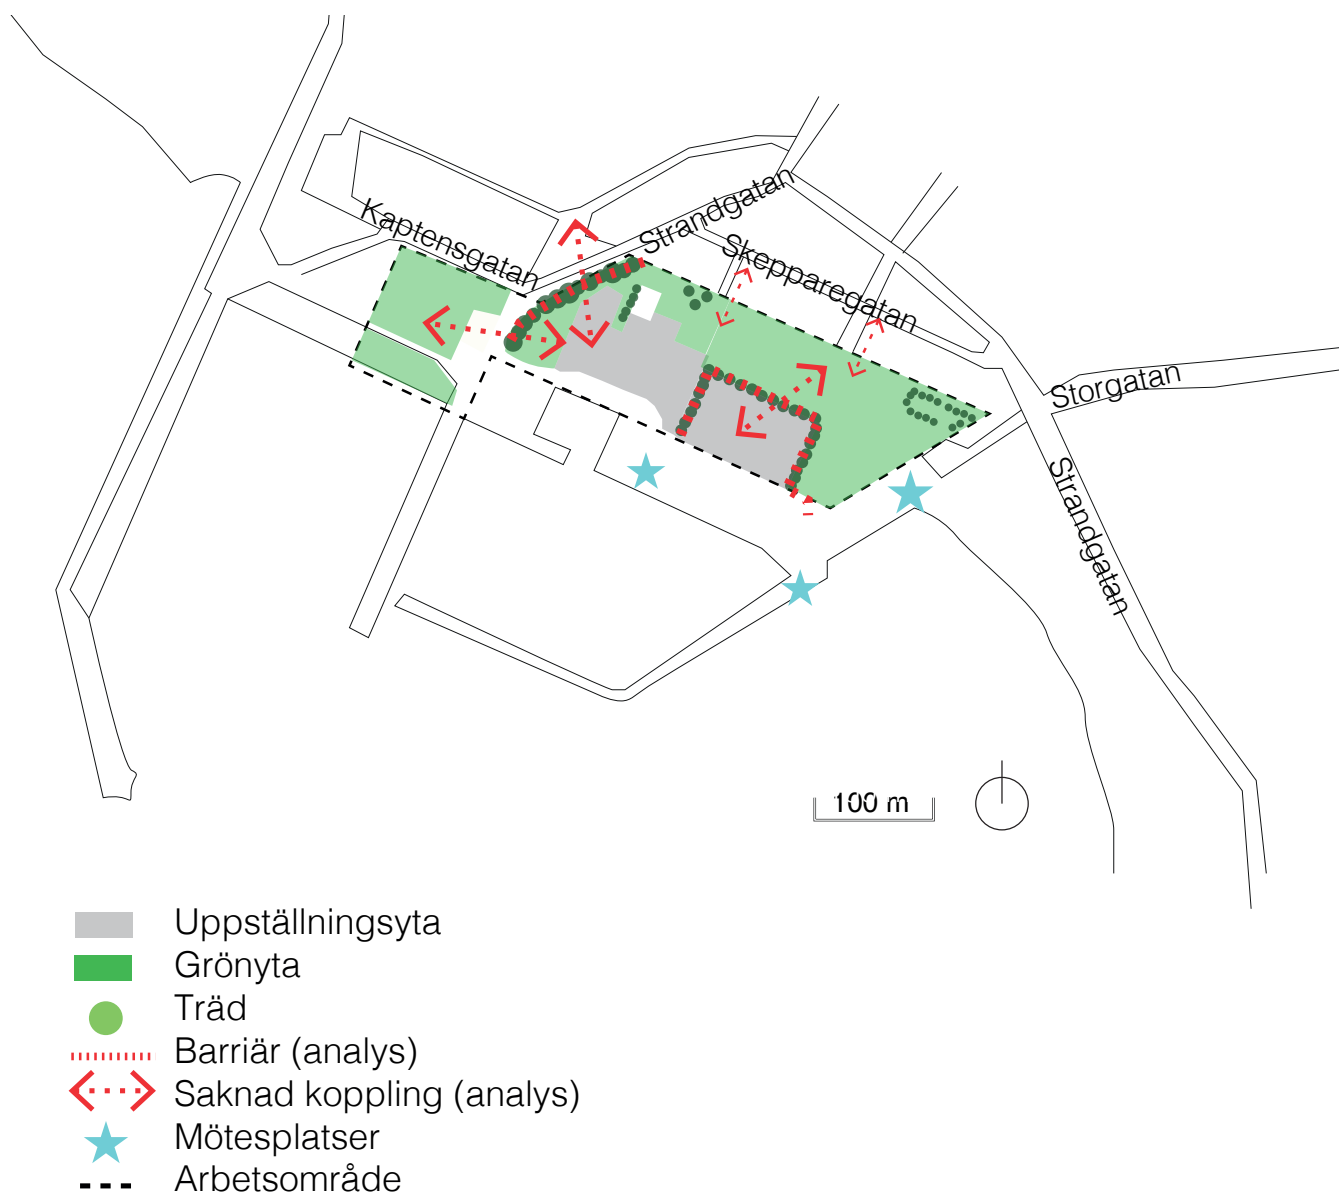 Kaptensgatan
Strandgatan
Skepparegatan
Storgatan
Strandgatan
100 m
Uppställningsyta
Grönyta
Träd
Barriär (analys)
Saknad koppling (analys)
Mötesplatser
Arbetsområde